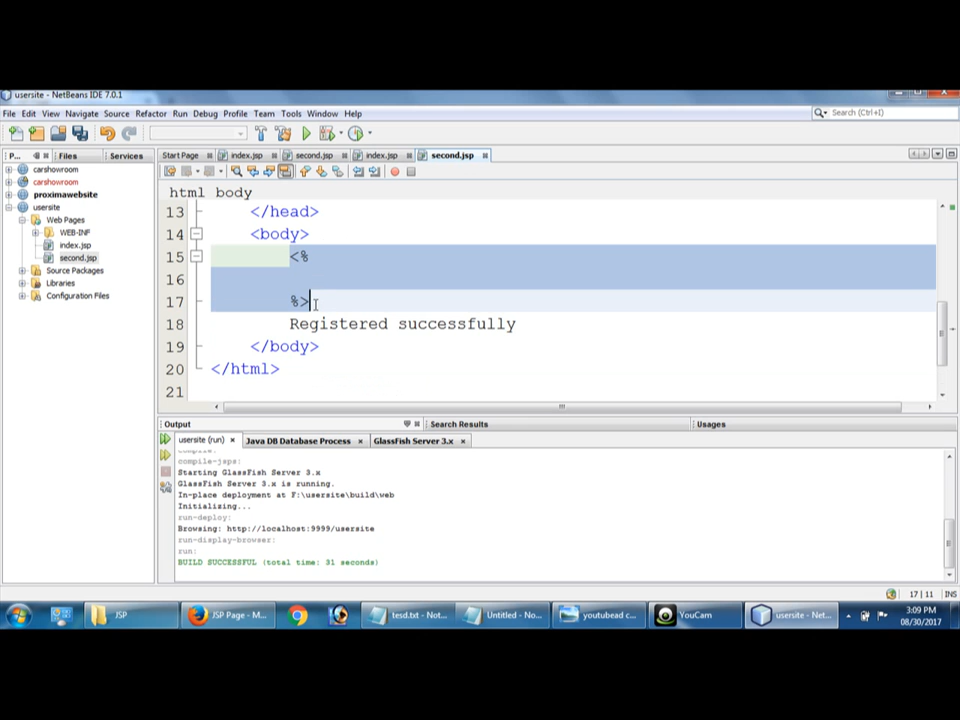 usersite - NetBeans IDE 7.0.1
File Edit View Navigate Source Refactor Run Debug Profile Team Tools Window Help
Search (Ctrl+I)
P... Files Services
Start Page index.jsp second.jsp index.jsp second.jsp
carshowroom
carshowroom
proximawebsite
usersite
Web Pages
WEB-INF
index.jsp
second.jsp
Source Packages
Libraries
Configuration Files
html body
13 </head>
14 <body>
15 <%
16
17 %>
18 Registered successfully
19 </body>
20 </html>
21
Output Search Results Usages
usersite (run) Java DB Database Process GlassFish Server 3.x
compile:
compile-jsps:
Starting GlassFish Server 3.x
GlassFish Server 3.x is running.
In-place deployment at F:\usersite\build\web
Initializing...
run-deploy:
Browsing: http://localhost:9999/usersite
run-display-browser:
run:
BUILD SUCCESSFUL (total time: 31 seconds)
17 | 11 INS
JSP JSP Page - M... tesd.txt - Not... Untitled - No... youtubead c... YouCam usersite - Net...
3:09 PM
08/30/2017